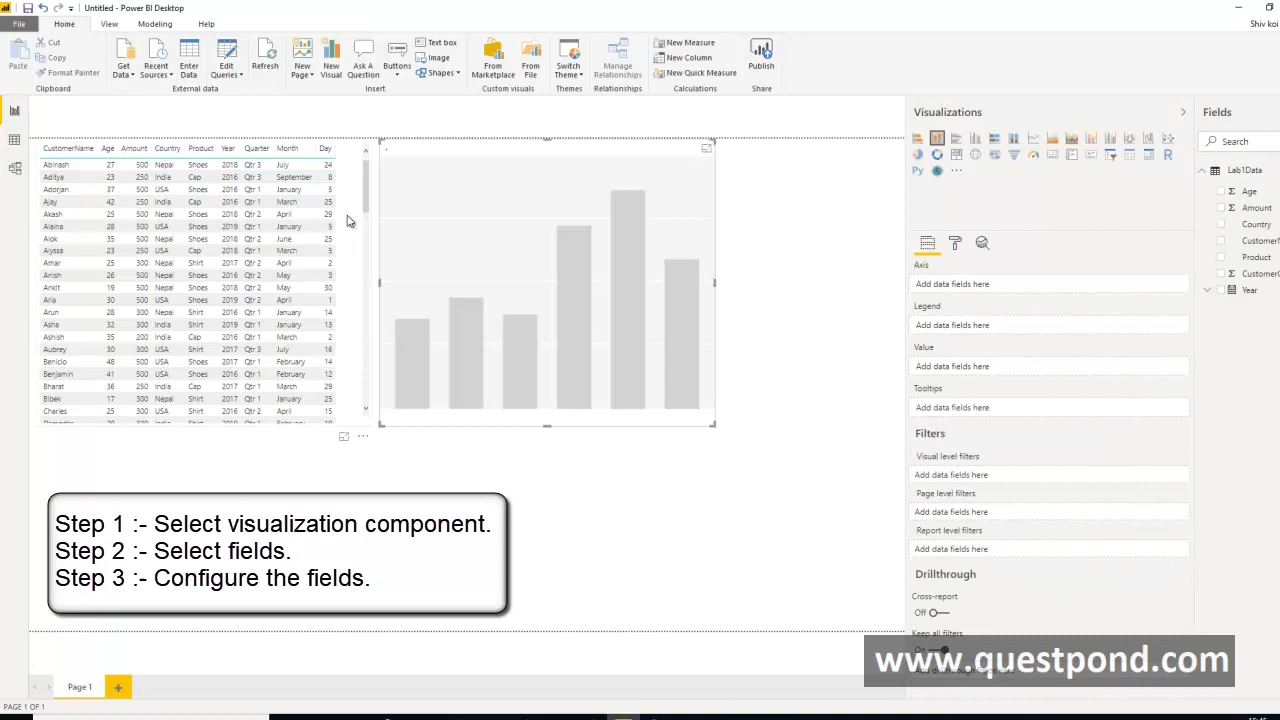 Untitled - Power BI Desktop
File Home View Modeling Help
Shiv koi
Paste
Cut
Copy
Format Painter
Clipboard
Get Data
Recent Sources
Enter Data
Edit Queries
Refresh
External data
New Page
New Visual
Ask A Question
Buttons
Text box
Image
Shapes
Insert
From Marketplace
From File
Custom visuals
Switch Theme
Themes
Manage Relationships
Relationships
New Measure
New Column
New Quick Measure
Calculations
Publish
Share
CustomerName Age Amount Country Product Year Quarter Month Day
Abinash 27 500 Nepal Shoes 2018 Qtr 3 July 24
Aditya 23 250 India Cap 2016 Qtr 3 September 8
Adorjan 37 500 USA Shoes 2016 Qtr 1 January 5
Ajay 42 250 India Cap 2016 Qtr 1 March 25
Akash 25 500 Nepal Shoes 2018 Qtr 2 April 29
Alaina 28 500 USA Shoes 2019 Qtr 1 January 5
Alok 35 500 Nepal Shoes 2018 Qtr 2 June 25
Alyssa 23 250 USA Cap 2018 Qtr 1 March 5
Amar 25 300 Nepal Shirt 2017 Qtr 2 April 2
Anish 26 500 Nepal Shoes 2016 Qtr 2 May 3
Ankit 19 500 Nepal Shoes 2018 Qtr 2 May 30
Aria 30 500 USA Shoes 2019 Qtr 2 April 1
Arun 28 300 Nepal Shirt 2017 Qtr 1 January 14
Asha 32 300 India Shirt 2019 Qtr 1 January 13
Ashish 35 200 India Cap 2016 Qtr 1 March 2
Aubrey 30 300 USA Shirt 2017 Qtr 3 July 16
Benicio 48 500 USA Shoes 2017 Qtr 1 February 14
Benjamin 41 500 USA Shoes 2016 Qtr 1 February 12
Bharat 36 250 India Cap 2017 Qtr 1 March 29
Bibek 17 300 Nepal Shirt 2017 Qtr 1 January 25
Charles 25 300 USA Shirt 2016 Qtr 2 April 15
Step 1 :- Select visualization component.
Step 2 :- Select fields.
Step 3 :- Configure the fields.
Visualizations
R
Py
Axis
Add data fields here
Legend
Add data fields here
Value
Add data fields here
Tooltips
Add data fields here
Filters
Visual level filters
Add data fields here
Page level filters
Add data fields here
Report level filters
Add data fields here
Drillthrough
Cross-report
Off
Keep all filters
On
Fields
Search
Lab1Data
Σ Age
Σ Amount
Country
CustomerN
Product
Σ CustomerC
Year
www.questpond.com
Page 1
PAGE 1 OF 1